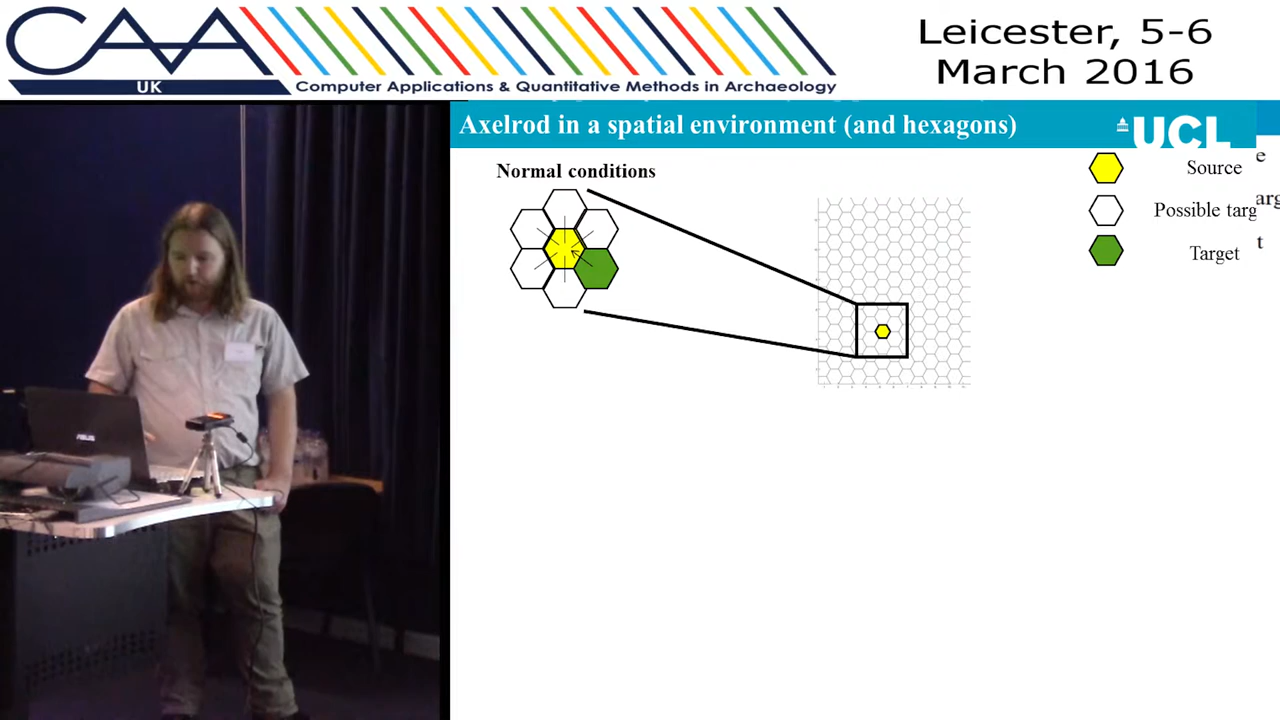 CAA
UK
Computer Applications & Quantitative Methods in Archaeology
Leicester, 5-6
March 2016
Axelrod in a spatial environment (and hexagons)
UCL
Normal conditions
Source
Possible targ
Target
e
arg
t
ASUS